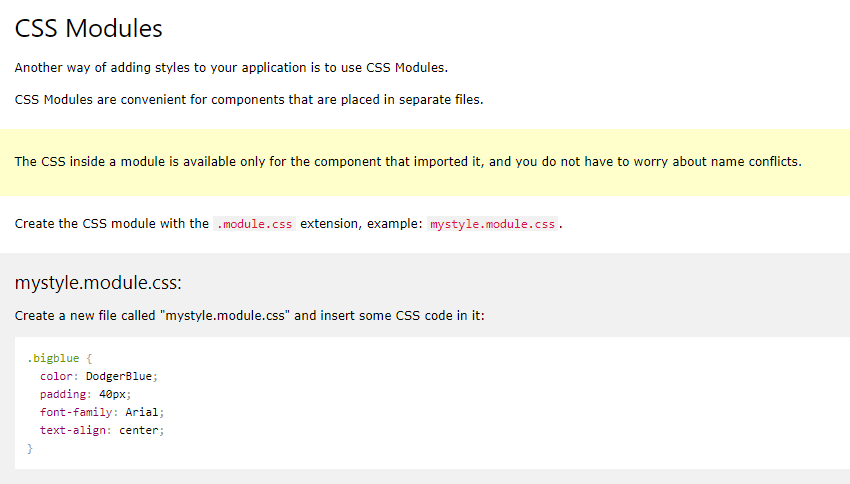 CSS Modules
Another way of adding styles to your application is to use CSS Modules.
CSS Modules are convenient for components that are placed in separate files.
The CSS inside a module is available only for the component that imported it, and you do not have to worry about name conflicts.
Create the CSS module with the .module.css extension, example: mystyle.module.css.
mystyle.module.css:
Create a new file called "mystyle.module.css" and insert some CSS code in it:
.bigblue {
  color: DodgerBlue;
  padding: 40px;
  font-family: Arial;
  text-align: center;
}